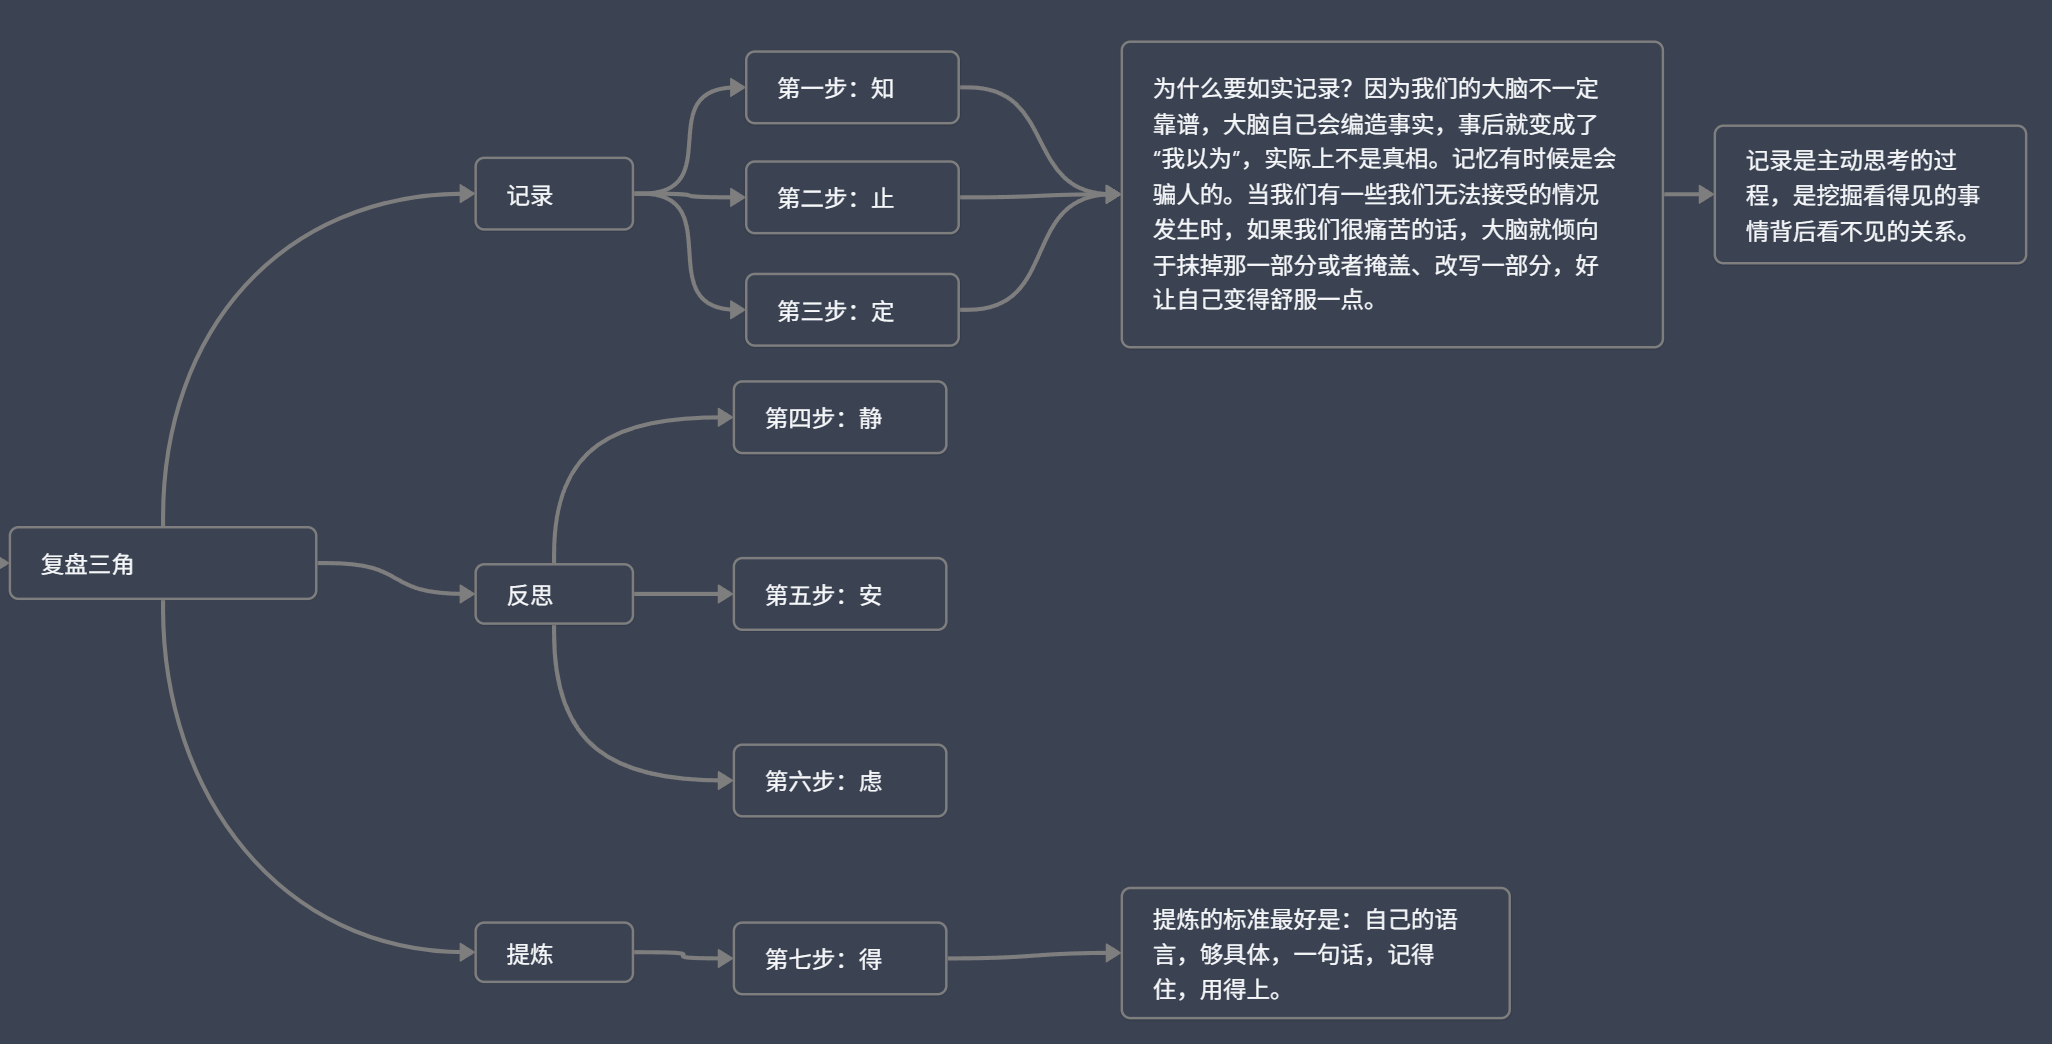 复盘三角
记录
第一步：知
第二步：止
第三步：定
为什么要如实记录？因为我们的大脑不一定
靠谱，大脑自己会编造事实，事后就变成了
“我以为”，实际上不是真相。记忆有时候是会
骗人的。当我们有一些我们无法接受的情况
发生时，如果我们很痛苦的话，大脑就倾向
于抹掉那一部分或者掩盖、改写一部分，好
让自己变得舒服一点。
记录是主动思考的过
程，是挖掘看得见的事
情背后看不见的关系。
反思
第四步：静
第五步：安
第六步：虑
提炼
第七步：得
提炼的标准最好是：自己的语
言，够具体，一句话，记得
住，用得上。